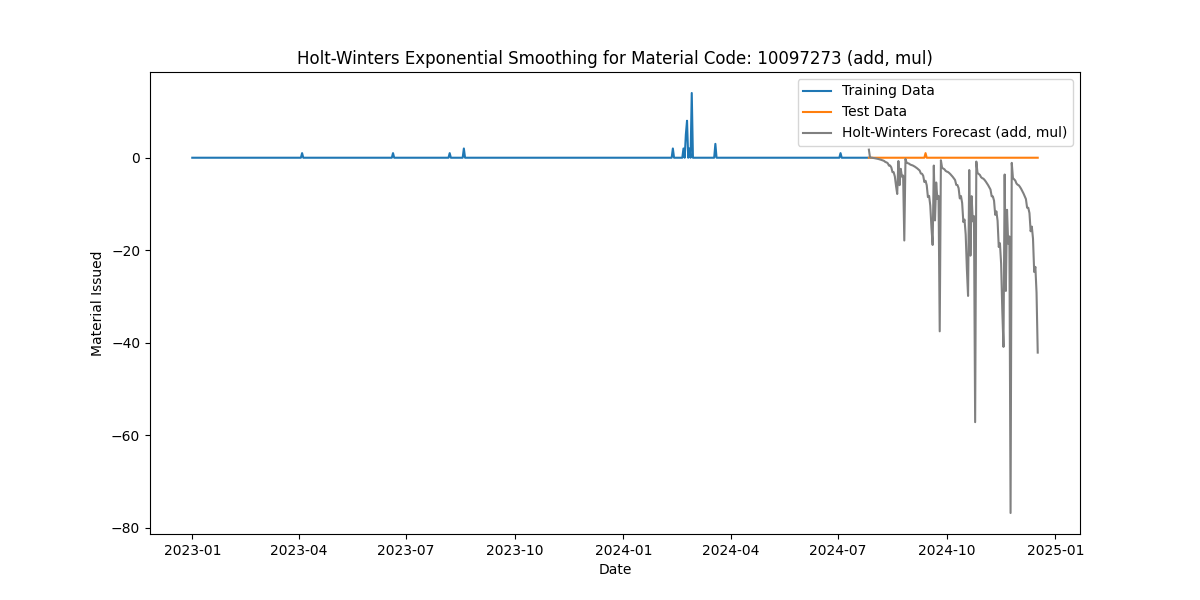 Holt-Winters Exponential Smoothing for Material Code: 10097273 (add, mul)
Training Data
Test Data
Holt-Winters Forecast (add, mul)
Material Issued
0
−20
−40
−60
−80
2023-01 2023-04 2023-07 2023-10 2024-01 2024-04 2024-07 2024-10 2025-01
Date